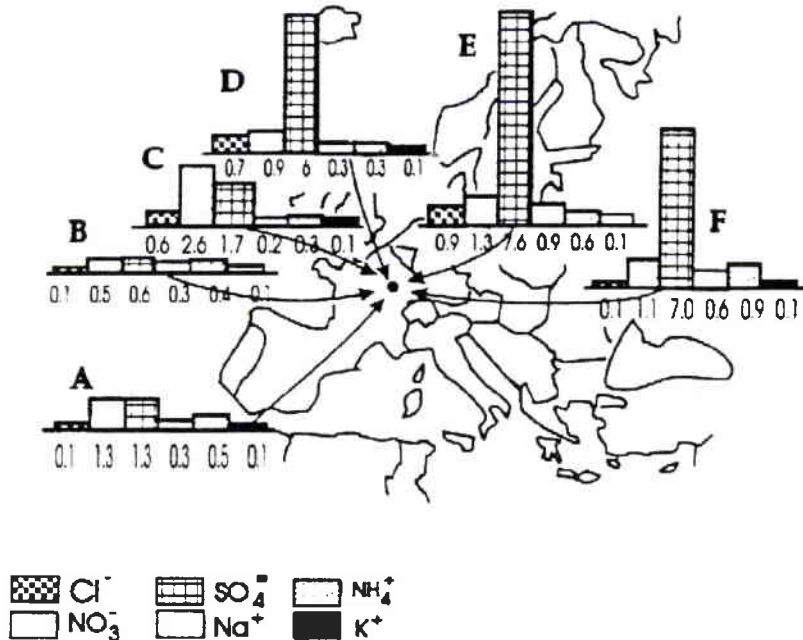 D
0.7 0.9 6 0.3 0.3 0.1
E
0.9 1.3 7.6 0.9 0.6 0.1
C
0.6 2.6 1.7 0.2 0.3 0.1
F
0.1 1.1 7.0 0.6 0.9 0.1
B
0.1 0.5 0.6 0.3 0.4 0.1
A
0.1 1.3 1.3 0.3 0.5 0.1
Cl⁻ SO₄⁼ NH₄⁺
NO₃⁻ Na⁺ K⁺